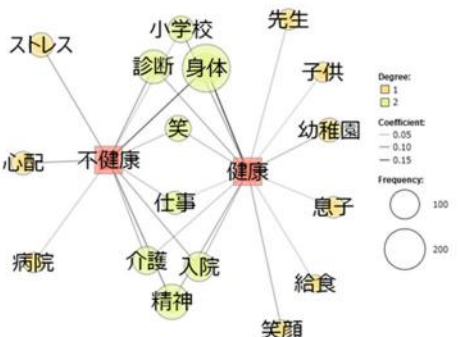 小学校
先生
ストレス
診断
身体
子供
笑
幼稚園
心配
不健康
健康
仕事
息子
病院
介護
入院
給食
精神
笑顔
Degree:
1
2
Coefficient:
0.05
0.10
0.15
Frequency:
100
200